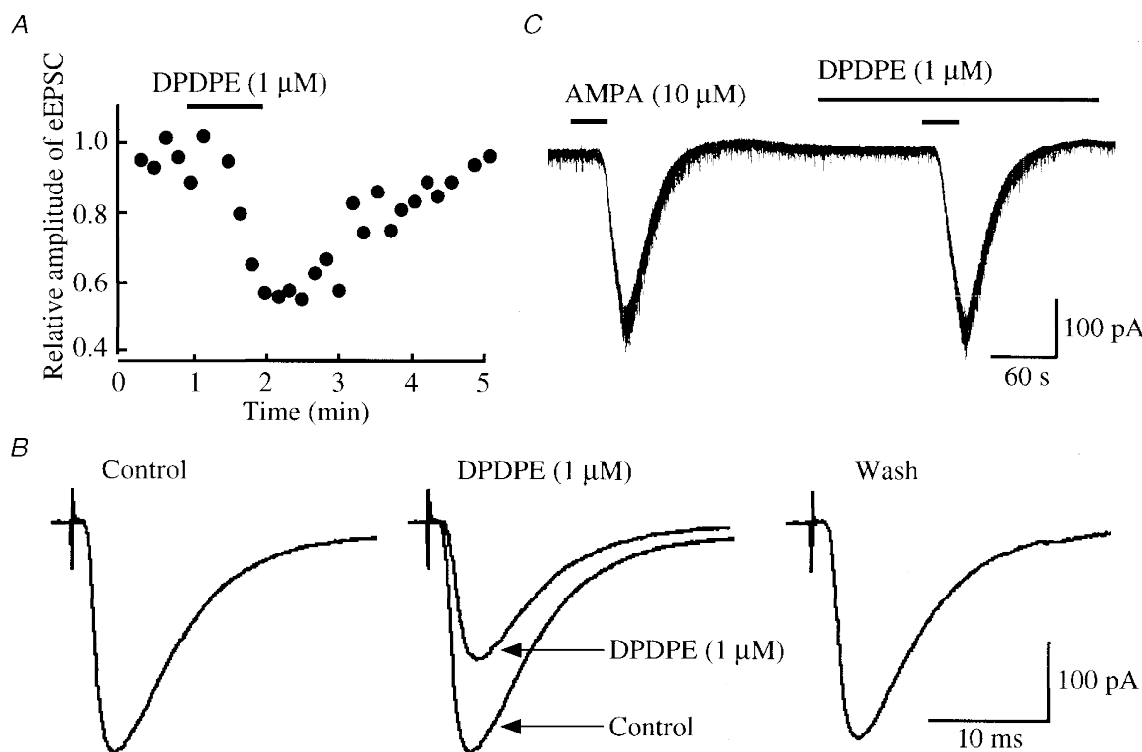 A
DPDPE (1 μM)
Relative amplitude of eEPSC
1.0
0.8
0.6
0.4
0 1 2 3 4 5
Time (min)
C
DPDPE (1 μM)
AMPA (10 μM)
100 pA
60 s
B
Control
DPDPE (1 μM)
Wash
DPDPE (1 μM)
Control
100 pA
10 ms